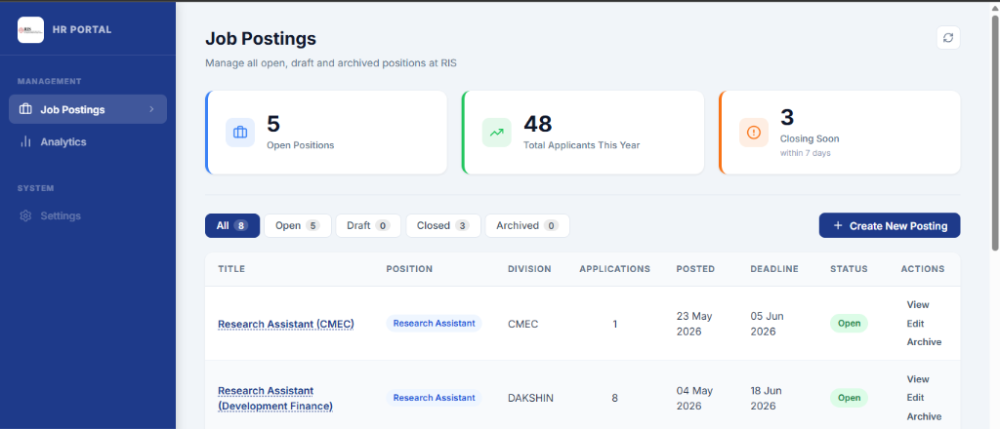 HR PORTAL
MANAGEMENT
Job Postings
Analytics
SYSTEM
Settings
Job Postings
Manage all open, draft and archived positions at RIS
5
Open Positions
48
Total Applicants This Year
3
Closing Soon
within 7 days
All 8
Open 5
Draft 0
Closed 3
Archived 0
+ Create New Posting
TITLE POSITION DIVISION APPLICATIONS POSTED DEADLINE STATUS ACTIONS
Research Assistant (CMEC) Research Assistant CMEC 1 23 May 2026 05 Jun 2026 Open View Edit Archive
Research Assistant (Development Finance) Research Assistant DAKSHIN 8 04 May 2026 18 Jun 2026 Open View Edit Archive